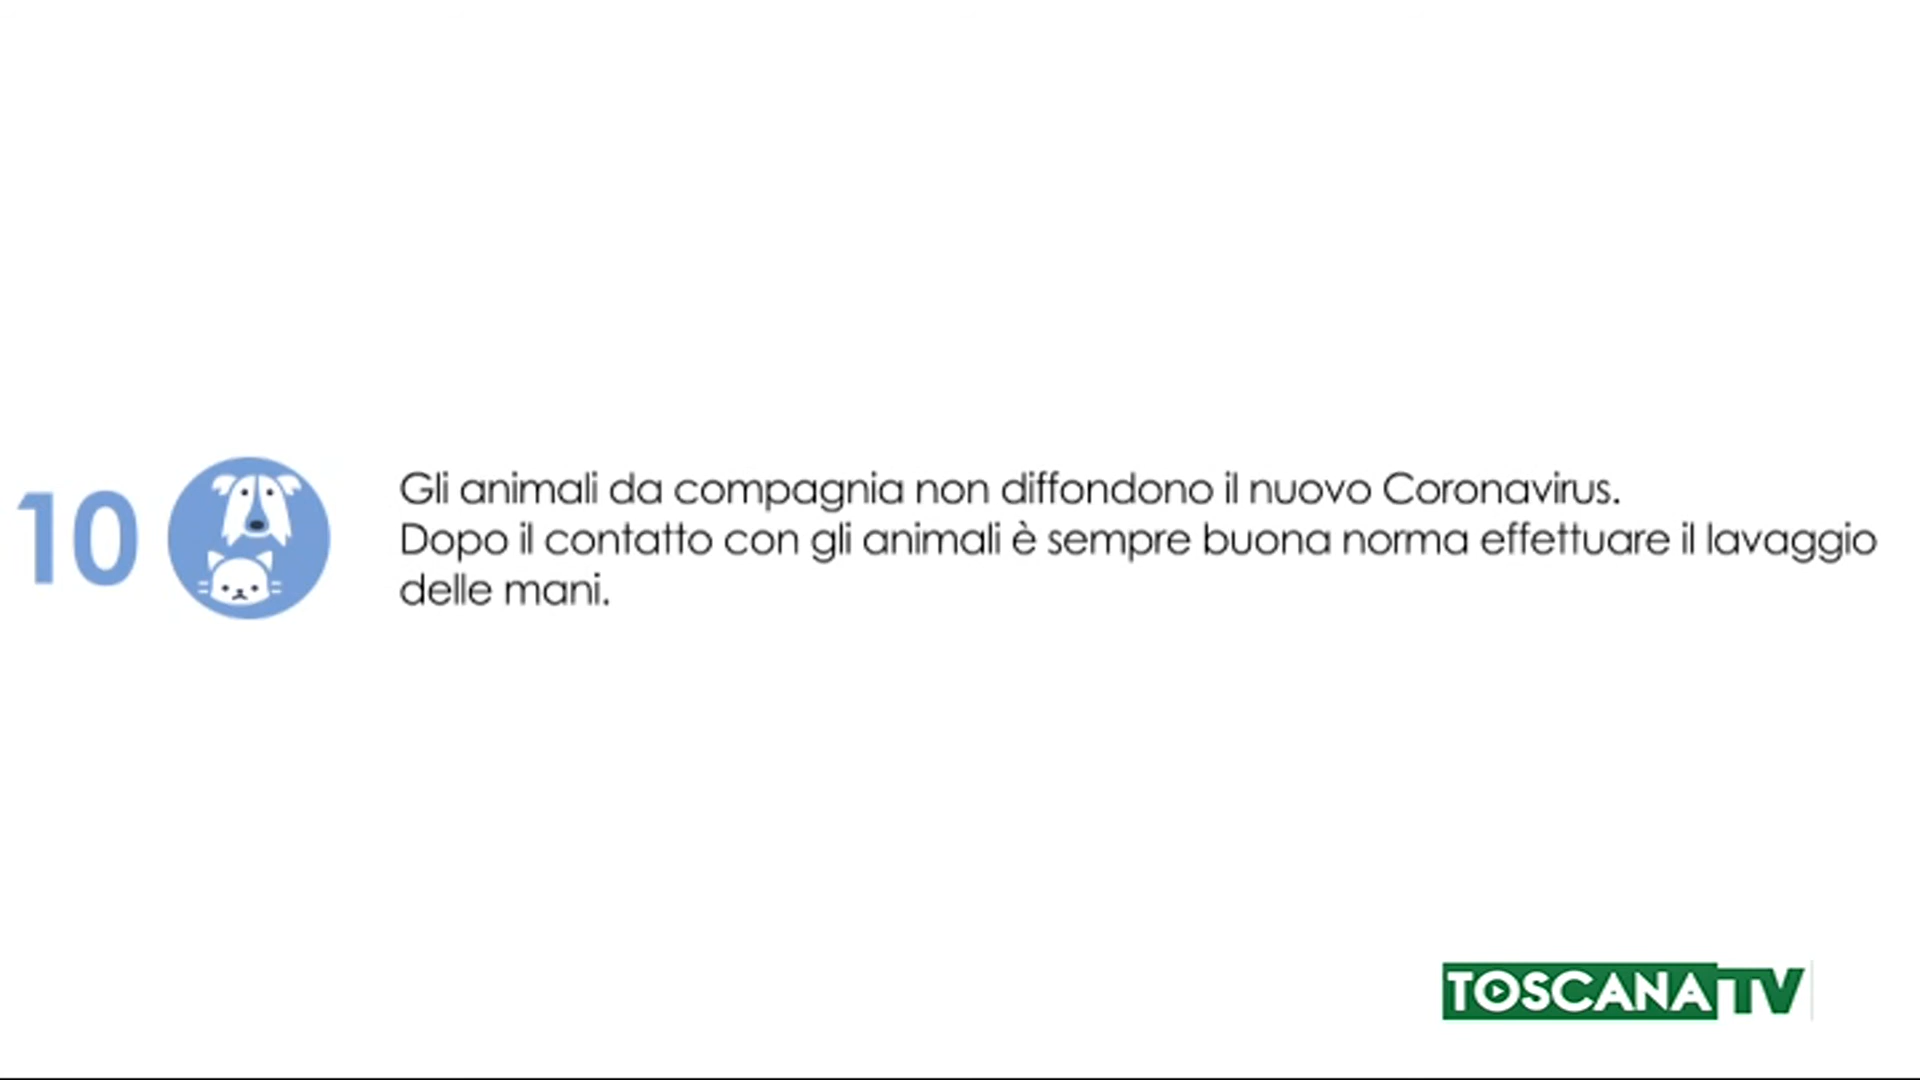 10
Gli animali da compagnia non diffondono il nuovo Coronavirus.
Dopo il contatto con gli animali è sempre buona norma effettuare il lavaggio
delle mani.
TOSCANA TV